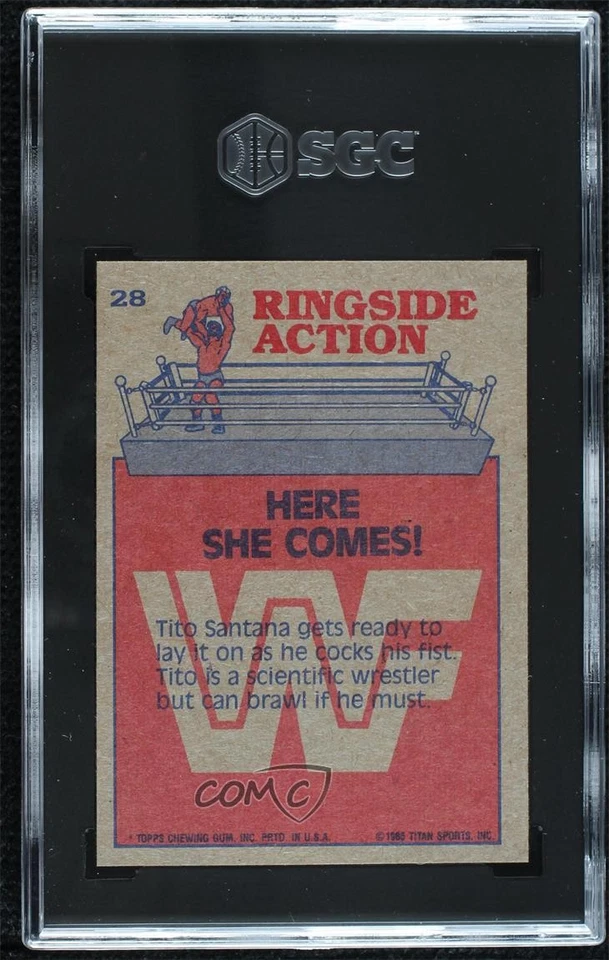 SGC
28
RINGSIDE
ACTION
HERE
SHE COMES!
WF
Tito Santana gets ready to
lay it on as he cocks his fist.
Tito is a scientific wrestler
but can brawl if he must.
COMC
* TOPPS CHEWING GUM, INC. PRTD. IN U.S.A. © 1985 TITAN SPORTS, INC.